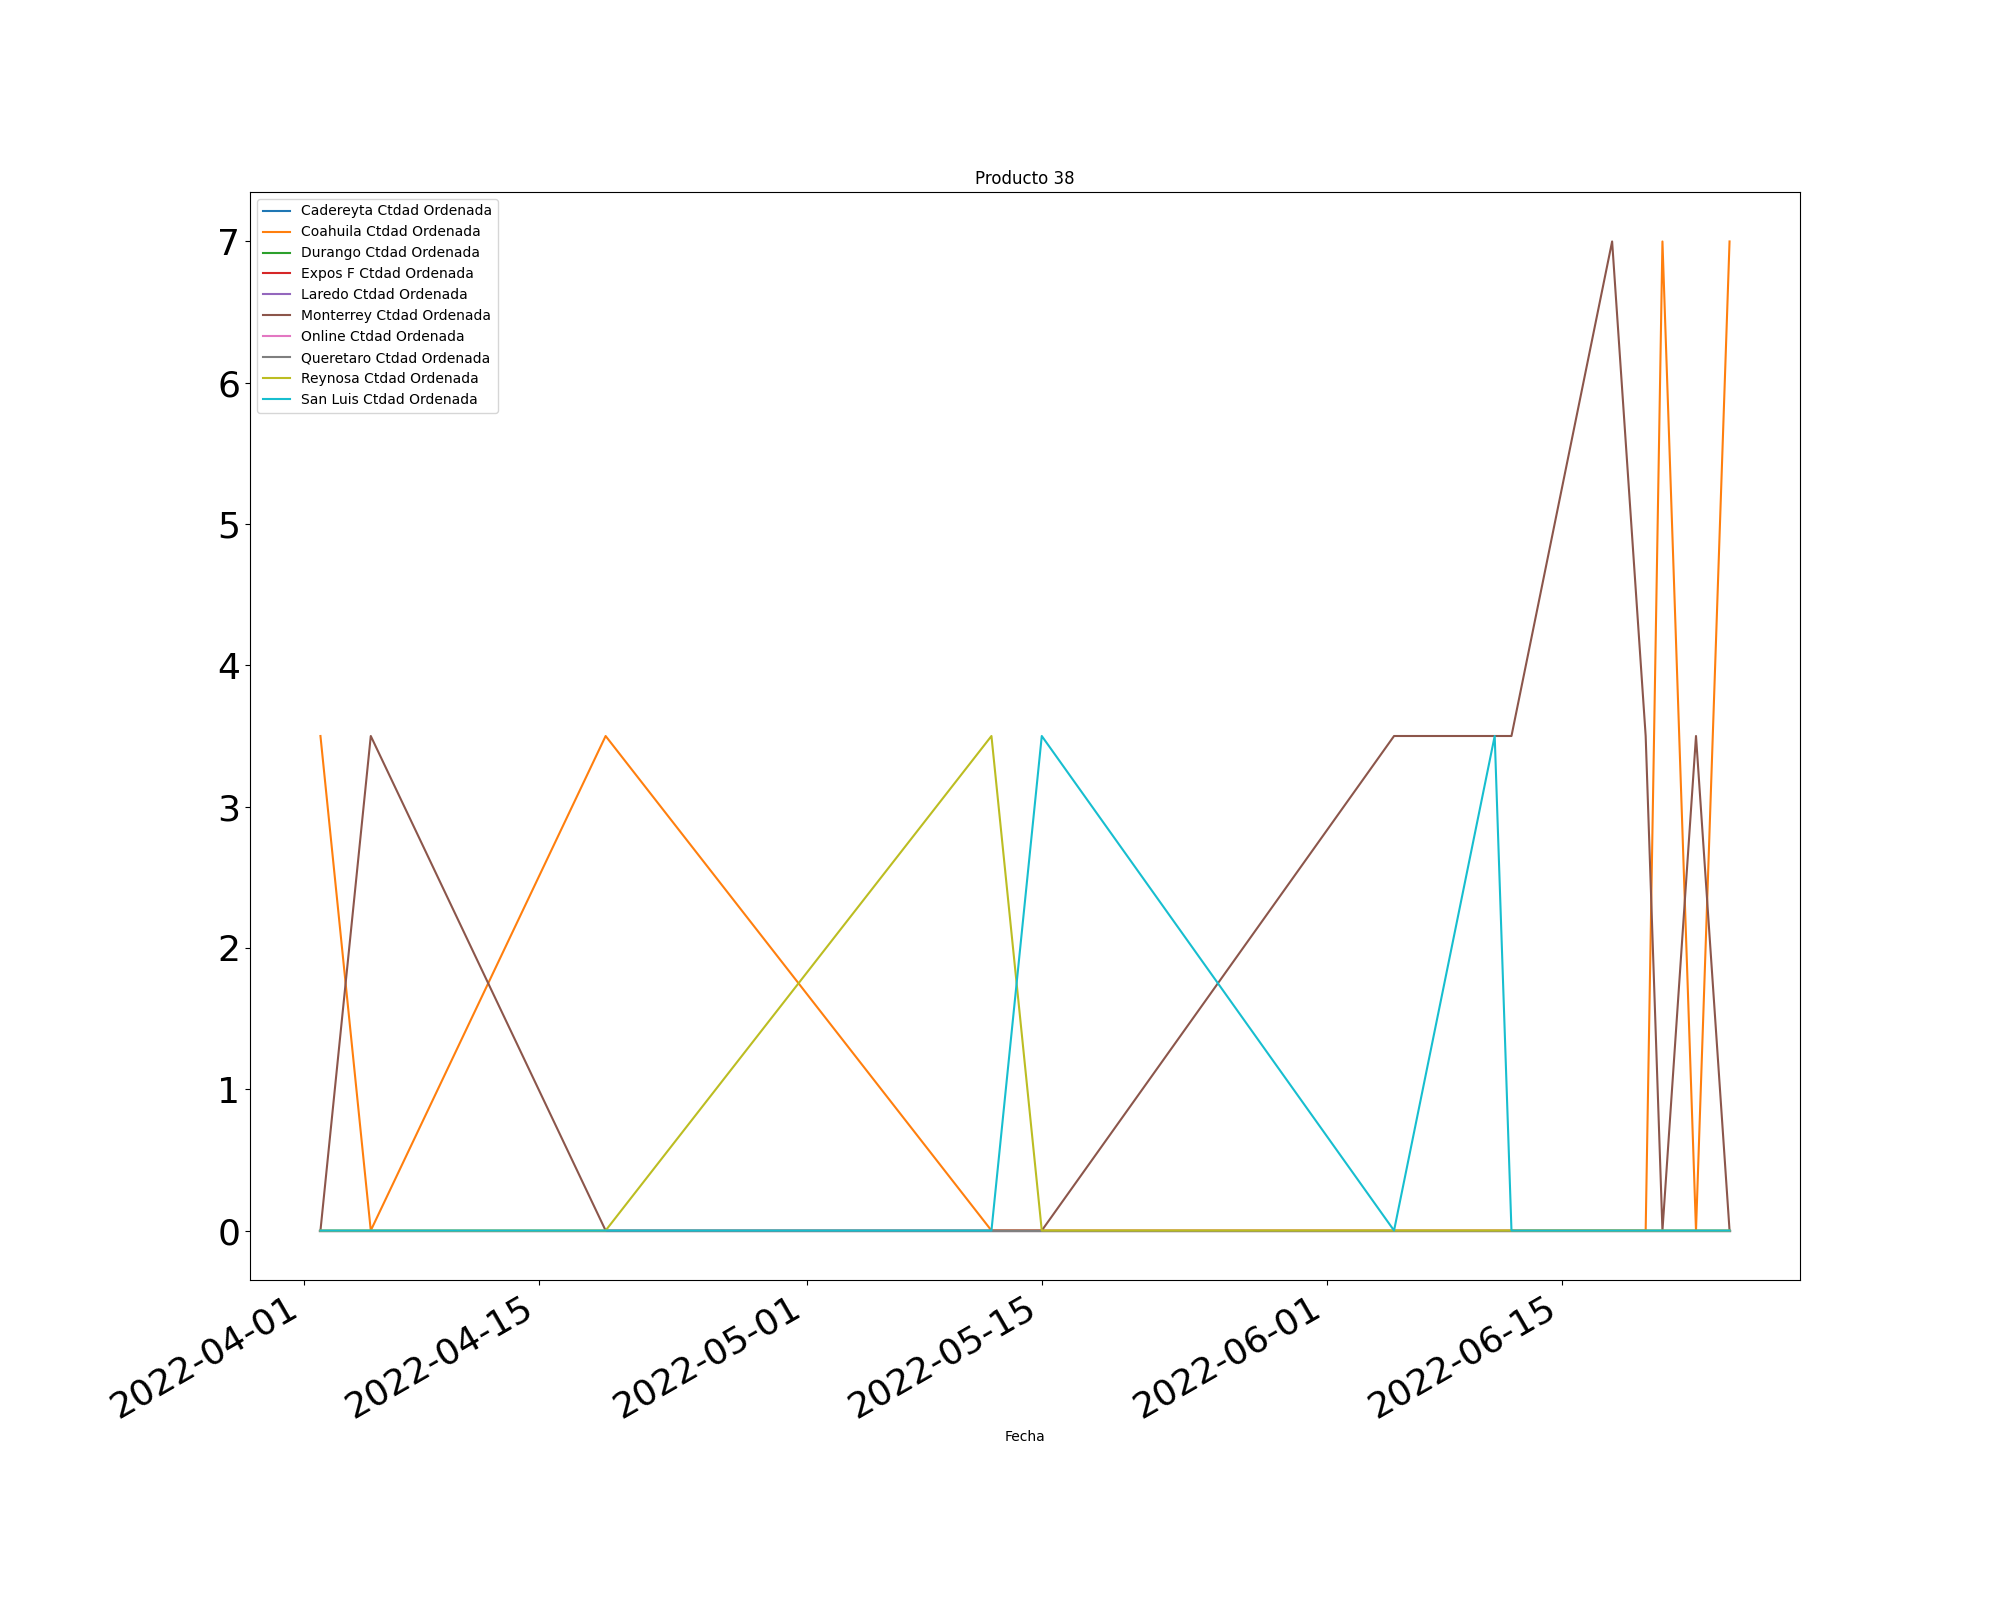 Producto 38
Cadereyta Ctdad Ordenada
Coahuila Ctdad Ordenada
Durango Ctdad Ordenada
Expos F Ctdad Ordenada
Laredo Ctdad Ordenada
Monterrey Ctdad Ordenada
Online Ctdad Ordenada
Queretaro Ctdad Ordenada
Reynosa Ctdad Ordenada
San Luis Ctdad Ordenada
7
6
5
4
3
2
1
0
2022-04-01
2022-04-15
2022-05-01
2022-05-15
2022-06-01
2022-06-15
Fecha